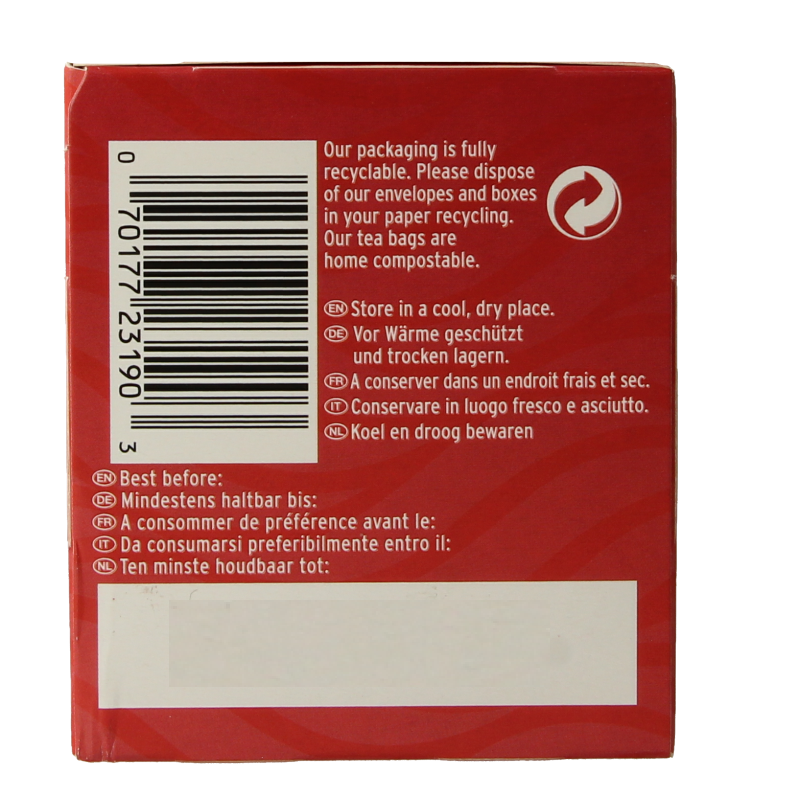 0 70177 23190 3
Our packaging is fully
recyclable. Please dispose
of our envelopes and boxes
in your paper recycling.
Our tea bags are
home compostable.
EN Store in a cool, dry place.
DE Vor Wärme geschützt
und trocken lagern.
FR A conserver dans un endroit frais et sec.
IT Conservare in luogo fresco e asciutto.
NL Koel en droog bewaren
EN Best before:
DE Mindestens haltbar bis:
FR A consommer de préférence avant le:
IT Da consumarsi preferibilmente entro il:
NL Ten minste houdbaar tot: